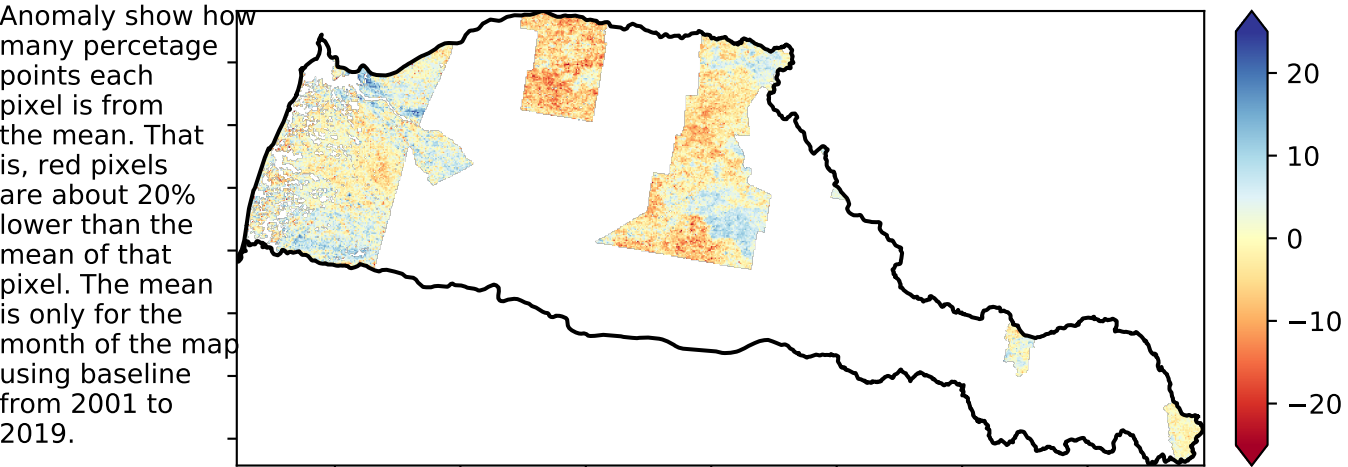 Anomaly show how
many percetage
points each
pixel is from
the mean. That
is, red pixels
are about 20%
lower than the
mean of that
pixel. The mean
is only for the
month of the map
using baseline
from 2001 to
2019.
20
10
0
−10
−20